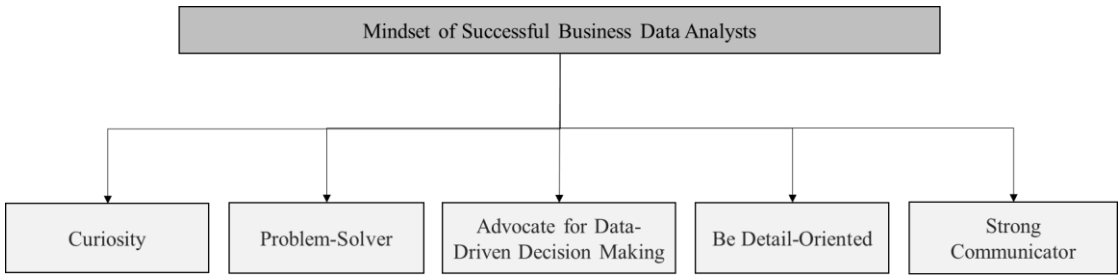 Mindset of Successful Business Data Analysts
Curiosity
Problem-Solver
Advocate for Data-
Driven Decision Making
Be Detail-Oriented
Strong
Communicator